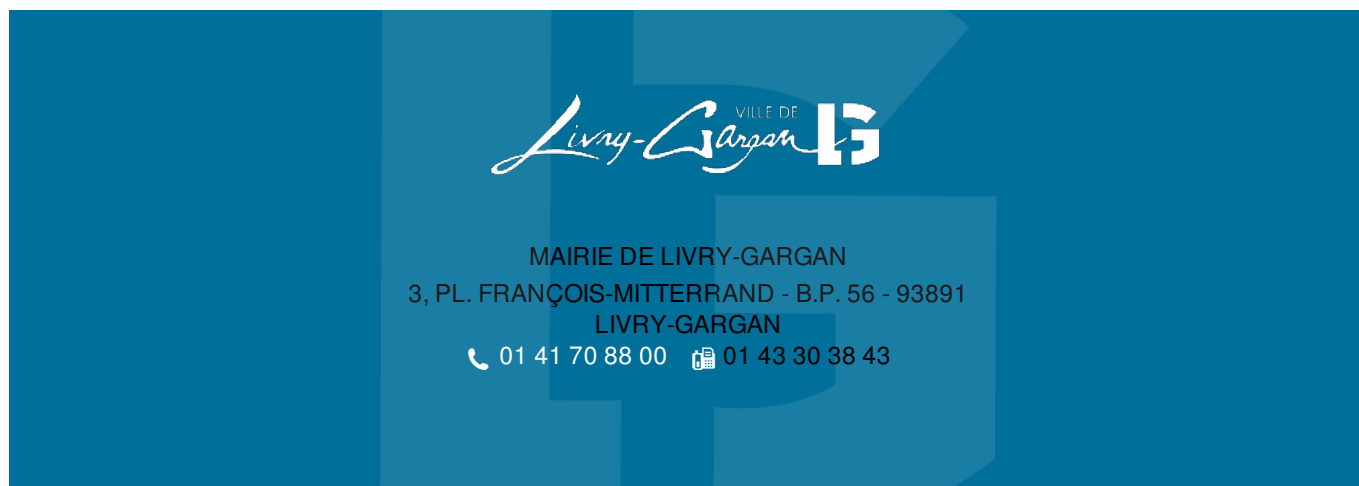 VILLE DE
Livry-Gargan LG
MAIRIE DE LIVRY-GARGAN
3, PL. FRANÇOIS-MITTERRAND - B.P. 56 - 93891
LIVRY-GARGAN
01 41 70 88 00 01 43 30 38 43